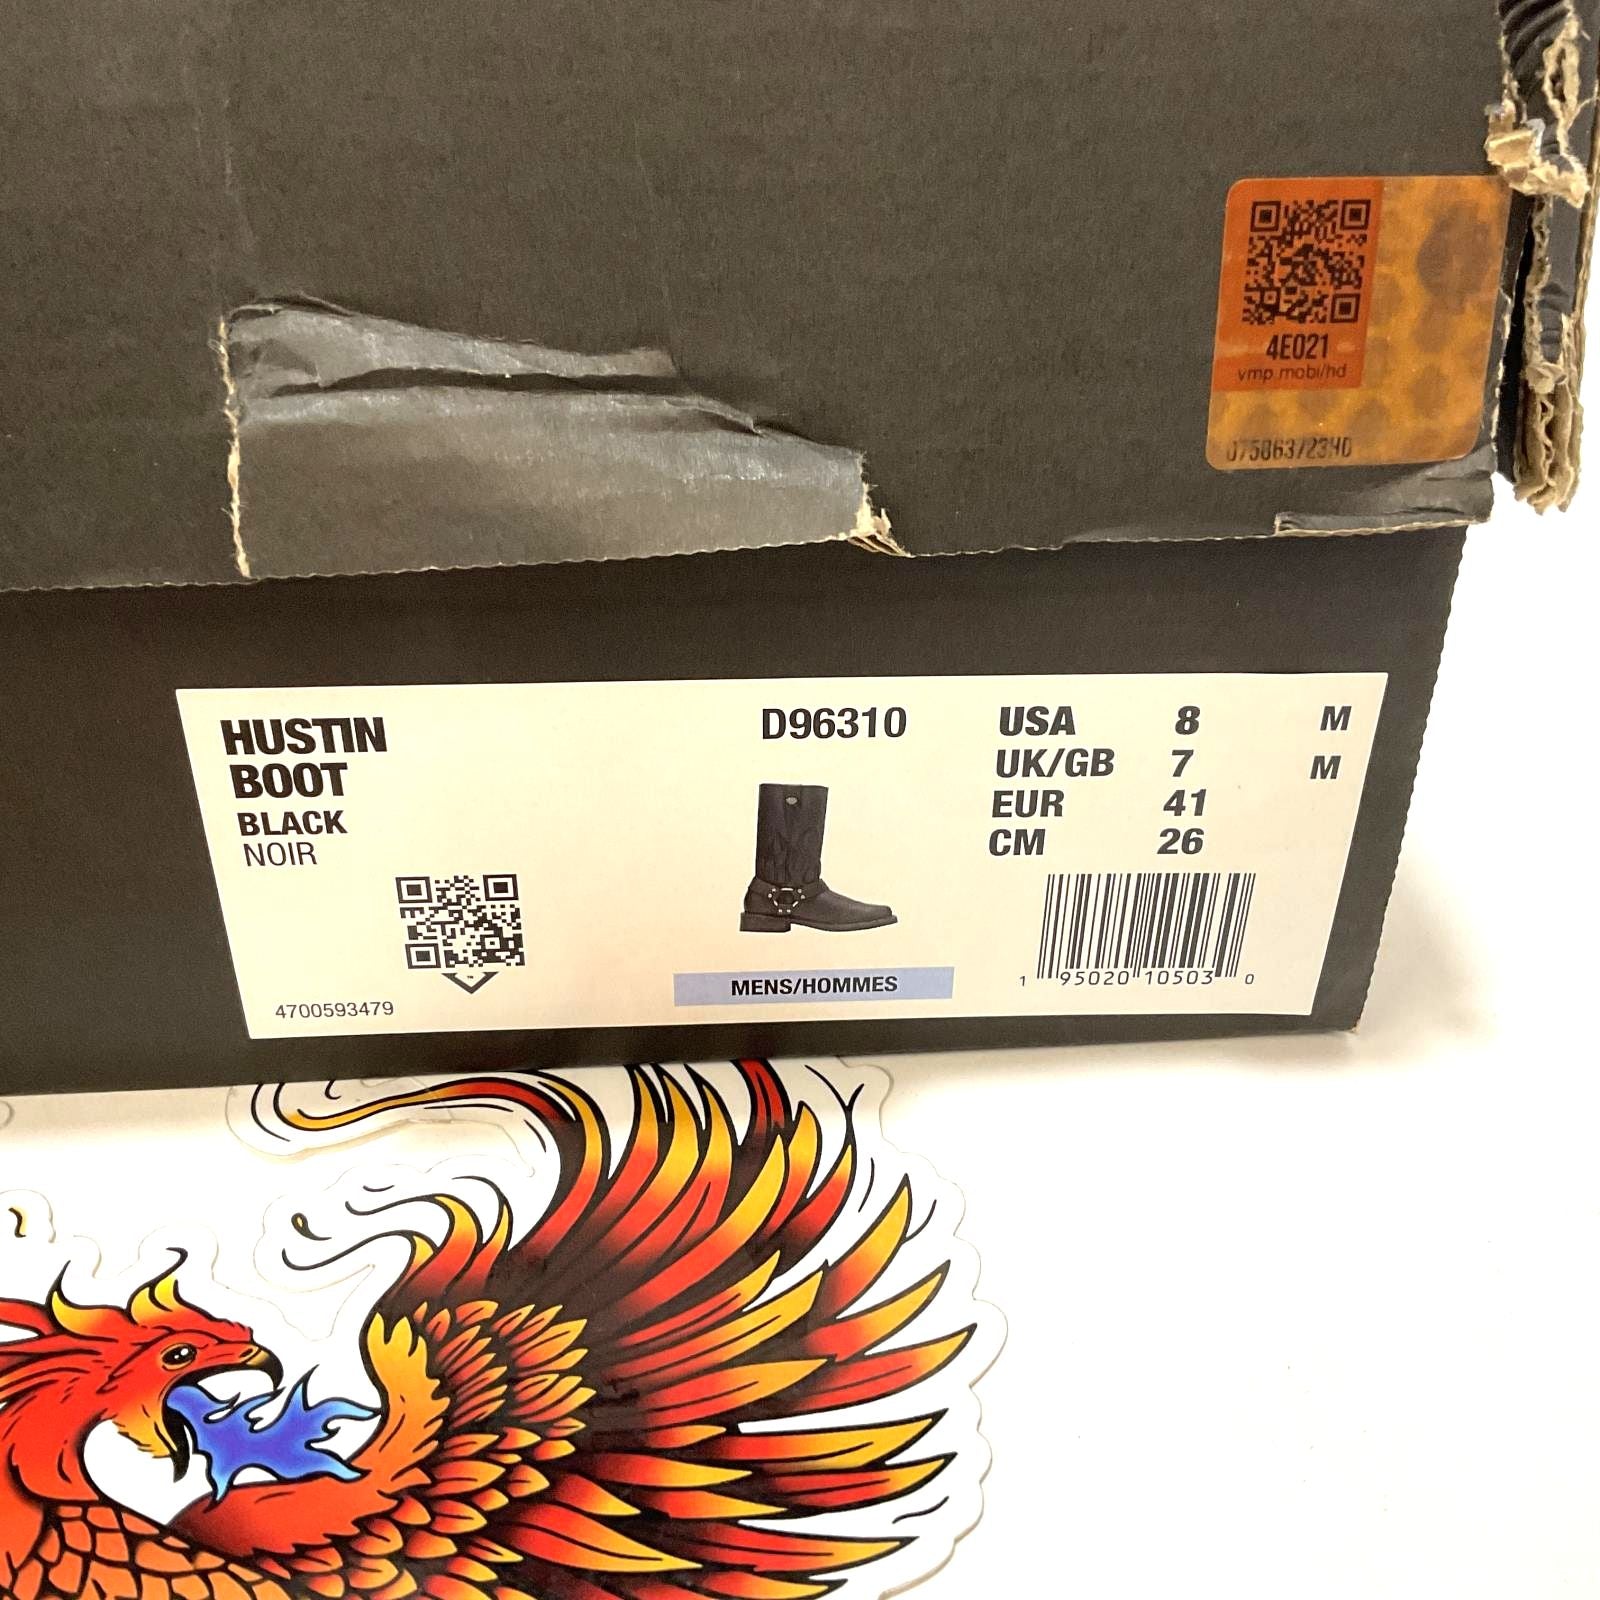 4E021
vmp.mobi/hd
HUSTIN
BOOT
BLACK
NOIR
4700593479
D96310
MENS/HOMMES
USA 8 M
UK/GB 7 M
EUR 41
CM 26
1 95020 10503 0